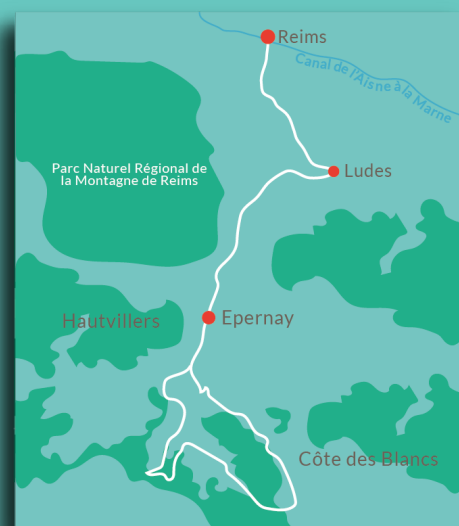 Reims
Canal de l'Aisne à la Marne
Parc Naturel Régional de
la Montagne de Reims
Ludes
Hautvillers
Epernay
Côte des Blancs